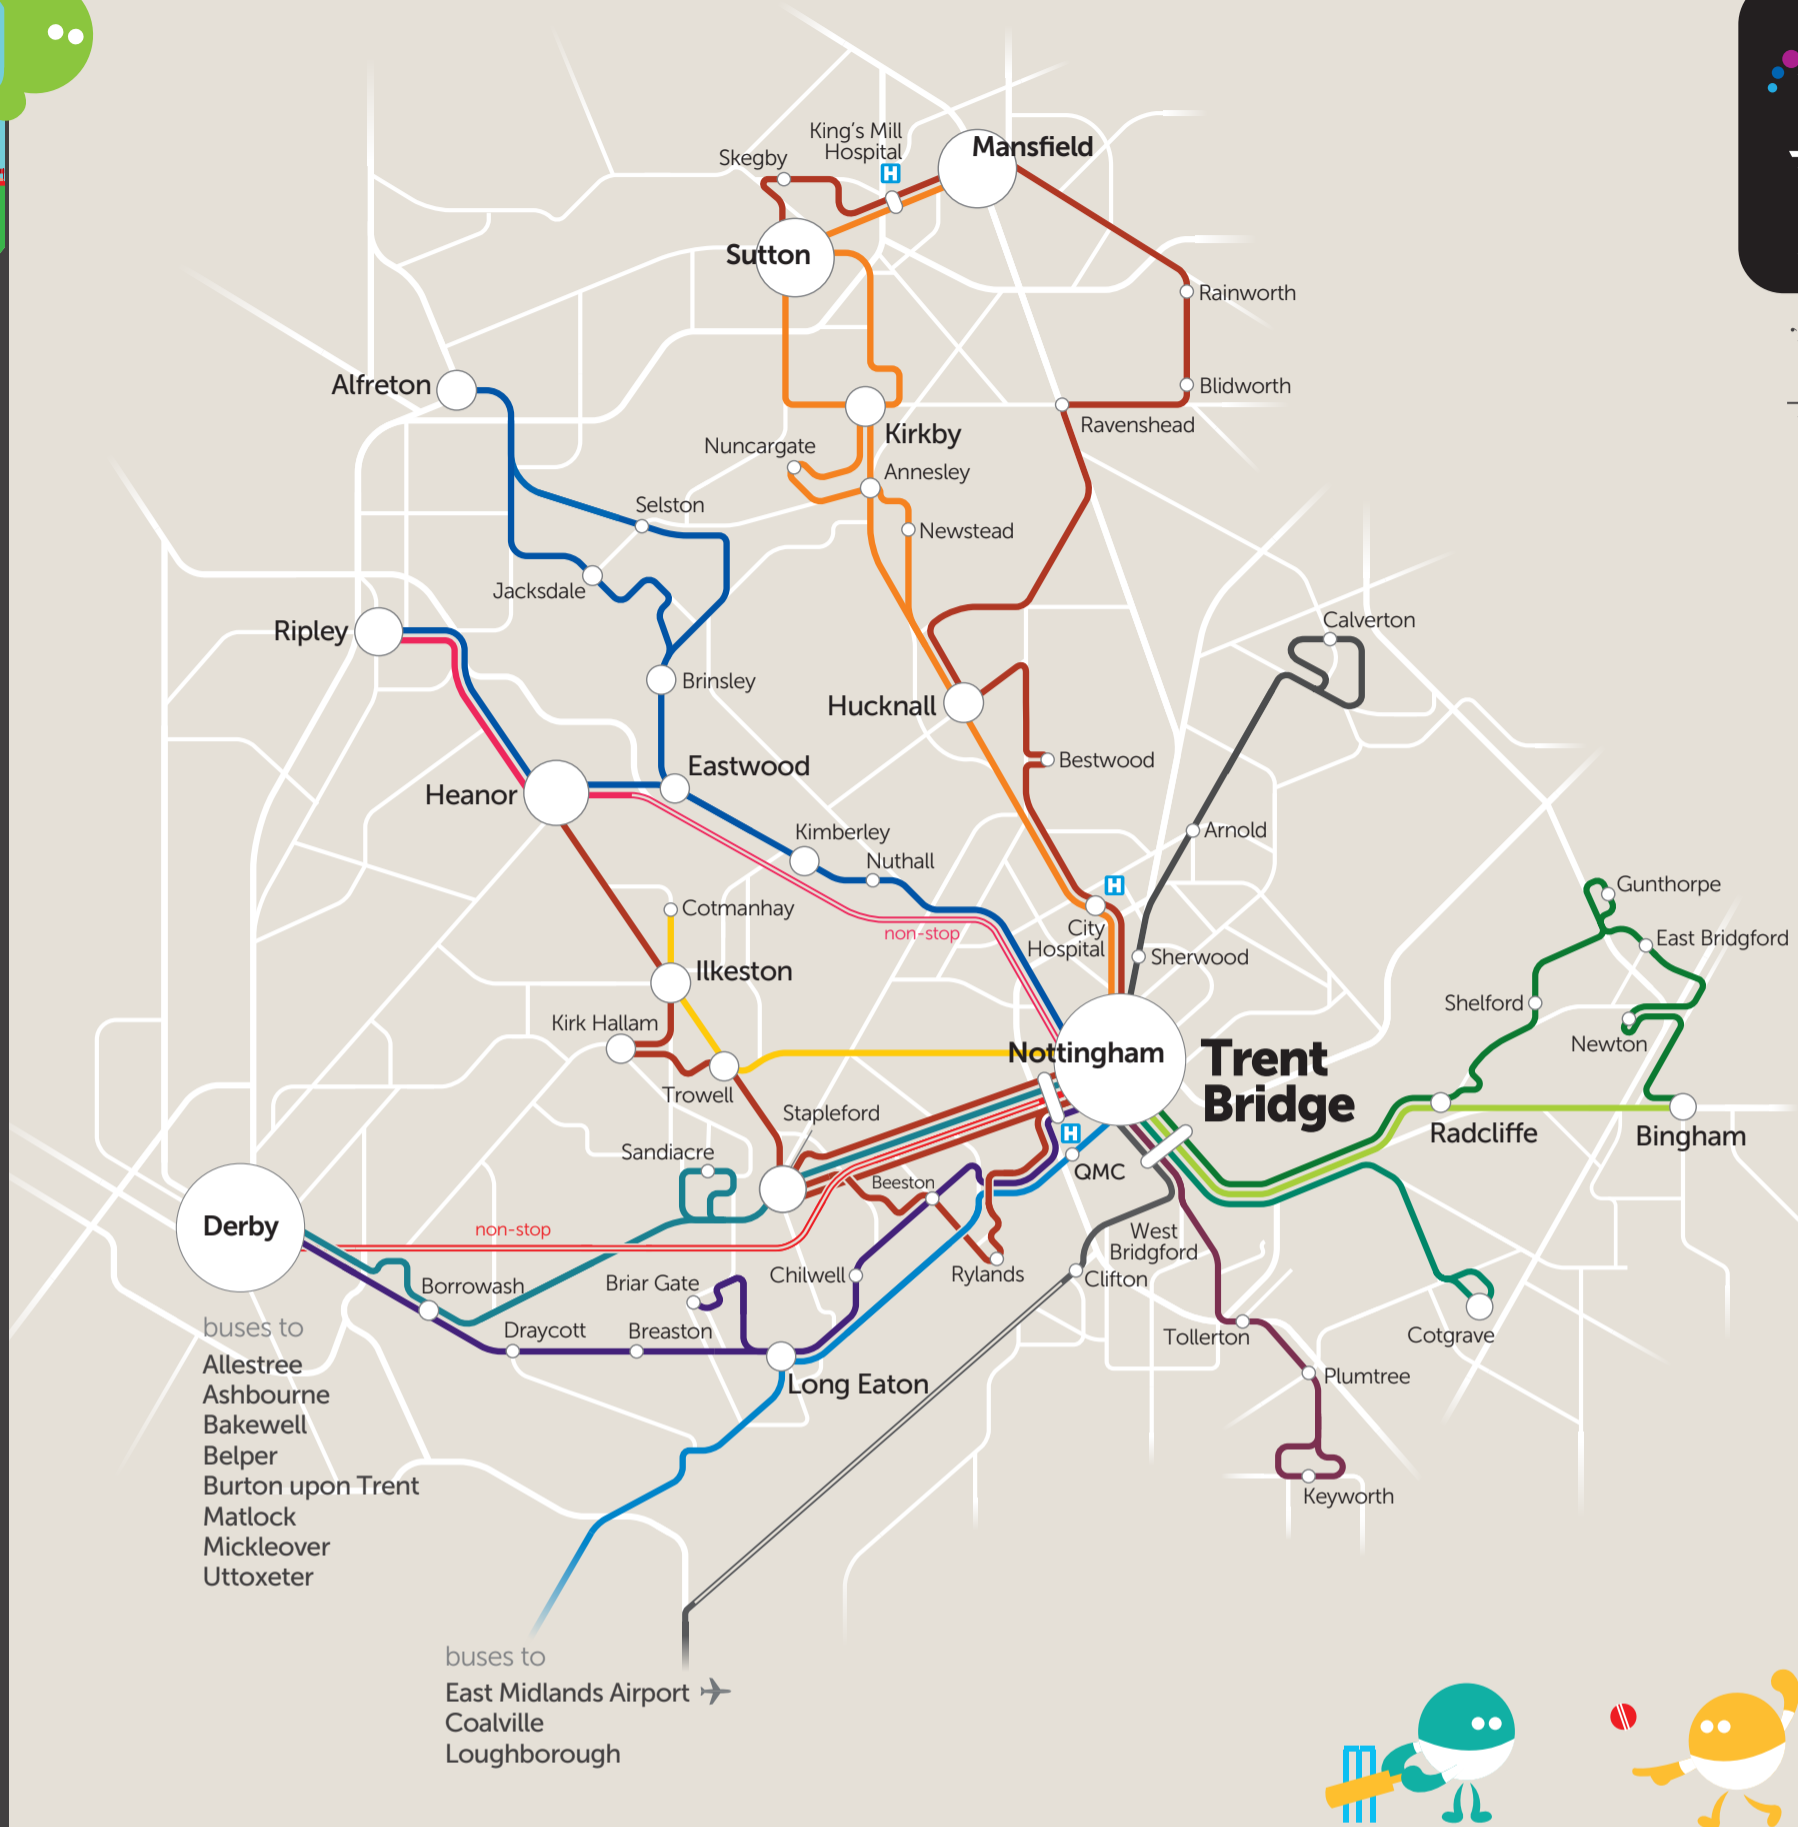 King's Mill
Hospital
H
Mansfield
Skegby
Sutton
Rainworth
Alfreton
Blidworth
Ravenshead
Kirkby
Nuncargate
Annesley
Selston
Newstead
Jacksdale
Calverton
Ripley
Brinsley
Hucknall
Eastwood
Bestwood
Heanor
Kimberley
Arnold
Nuthall
H
Gunthorpe
Cotmanhay
non-stop
City
Hospital
Sherwood
East Bridgford
Ilkeston
Shelford
Kirk Hallam
Newton
Nottingham
Trent
Bridge
Trowell
Stapleford
H
Radcliffe
Bingham
Sandiacre
QMC
Beeston
Derby
non-stop
West
Bridgford
Borrowash
Briar Gate
Chilwell
Rylands
Clifton
Draycott
Breaston
Tollerton
Cotgrave
Long Eaton
Plumtree
Keyworth
buses to
Allestree
Ashbourne
Bakewell
Belper
Burton upon Trent
Matlock
Mickleover
Uttoxeter
buses to
East Midlands Airport
Coalville
Loughborough